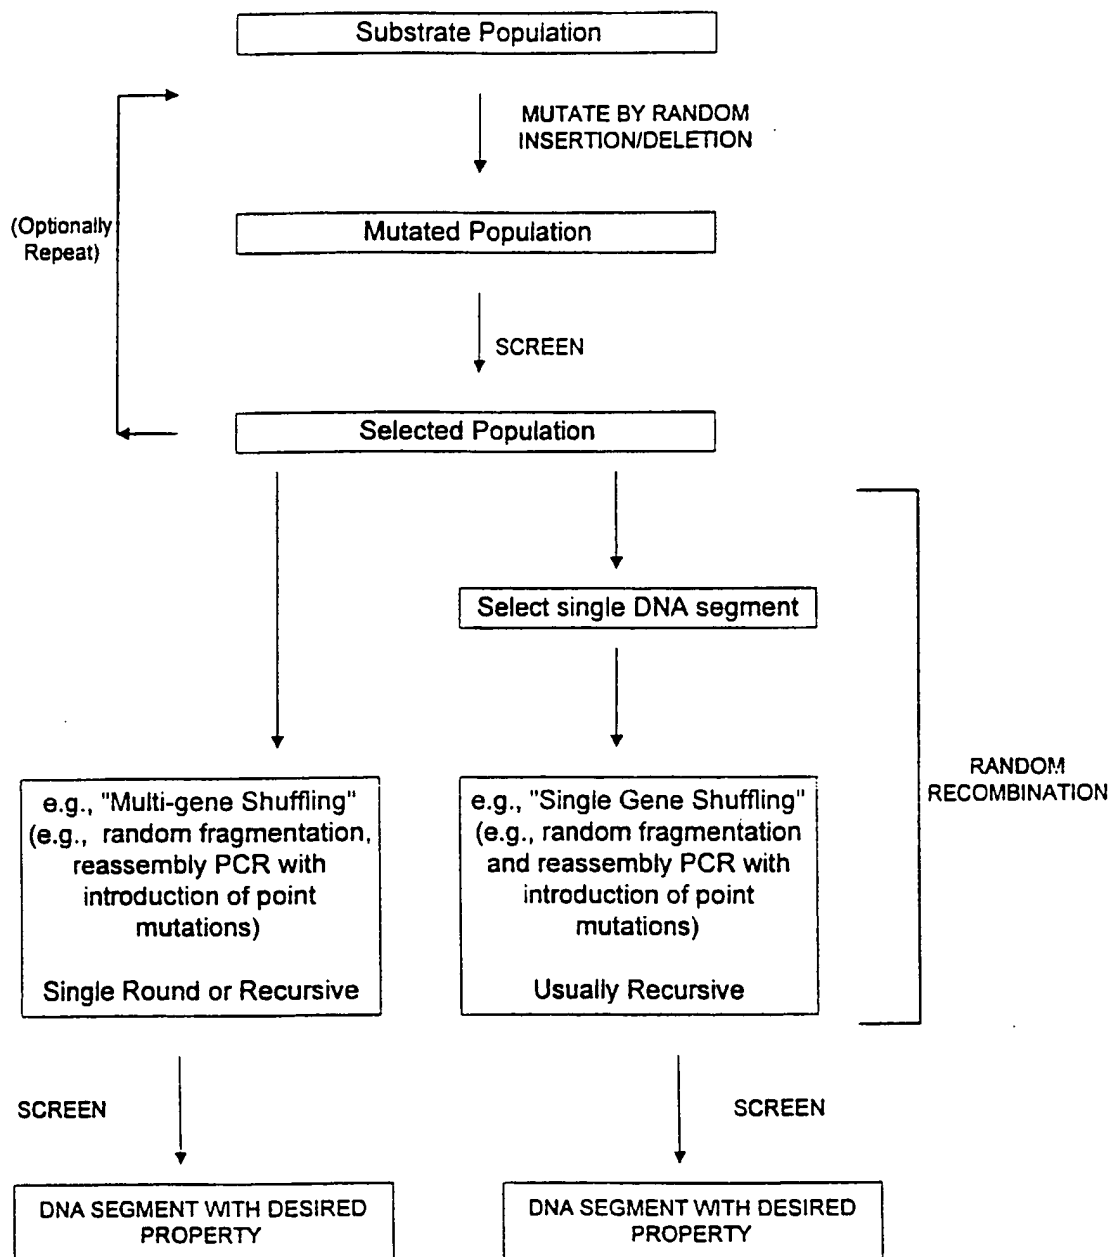 Substrate Population
MUTATE BY RANDOM
INSERTION/DELETION
(Optionally
Repeat)
Mutated Population
SCREEN
Selected Population
Select single DNA segment
RANDOM
RECOMBINATION
e.g., "Multi-gene Shuffling"
(e.g., random fragmentation,
reassembly PCR with
introduction of point
mutations)
Single Round or Recursive
e.g., "Single Gene Shuffling"
(e.g., random fragmentation
and reassembly PCR with
introduction of point
mutations)
Usually Recursive
SCREEN
SCREEN
DNA SEGMENT WITH DESIRED
PROPERTY
DNA SEGMENT WITH DESIRED
PROPERTY